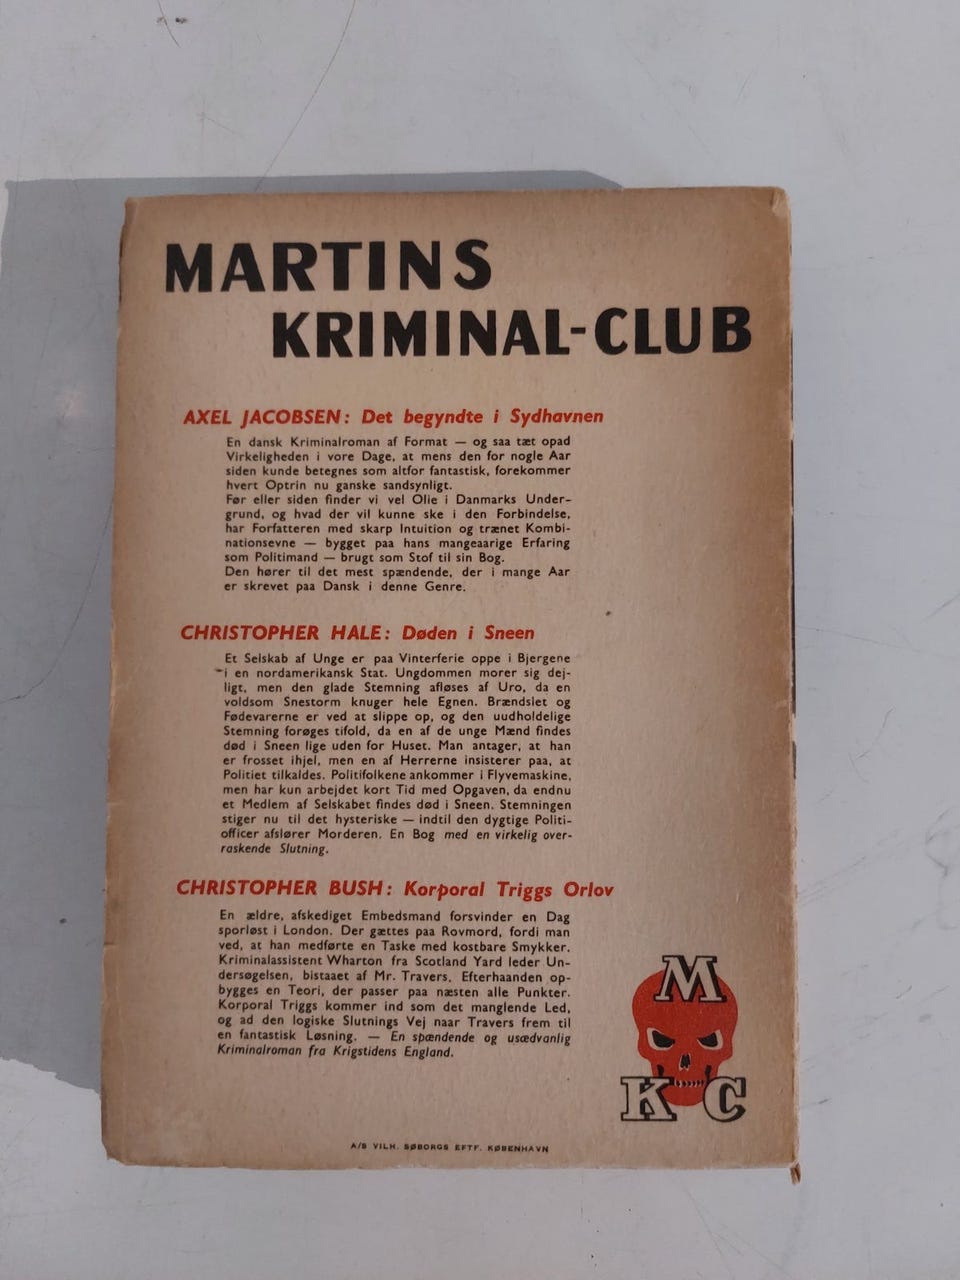 MARTINS
KRIMINAL-CLUB
AXEL JACOBSEN: Det begyndte i Sydhavnen
En dansk Kriminalroman af Format — og saa tæt opad
Virkeligheden i vore Dage, at mens den for nogle Aar
siden kunde betegnes som altfor fantastisk, forekommer
hvert Optrin nu ganske sandsynligt.
Før eller siden finder vi vel Olie i Danmarks Under-
grund, og hvad der vil kunne ske i den Forbindelse,
har Forfatteren med skarp Intuition og trænet Kombi-
nationsevne — bygget paa hans mangeaarige Erfaring
som Politimand — brugt som Stof til sin Bog.
Den hører til det mest spændende, der i mange Aar
er skrevet paa Dansk i denne Genre.
CHRISTOPHER HALE: Døden i Sneen
Et Selskab af Unge er paa Vinterferie oppe i Bjergene
i en nordamerikansk Stat. Ungdommen morer sig dej-
ligt, men den glade Stemning afløses af Uro, da en
voldsom Snestorm knuger hele Egnen. Brændslet og
Fødevarerne er ved at slippe op, og den uudholdelige
Stemning forøges tifold, da en af de unge Mænd findes
død i Sneen lige uden for Huset. Man antager, at han
er frosset ihjel, men en af Herrerne insisterer paa, at
Politiet tilkaldes. Politifolkene ankommer i Flyvemaskine,
men har kun arbejdet kort Tid med Opgaven, da endnu
et Medlem af Selskabet findes død i Sneen. Stemningen
stiger nu til det hysteriske — indtil den dygtige Politi-
officer afslører Morderen. En Bog med en virkelig over-
raskende Slutning.
CHRISTOPHER BUSH: Korporal Triggs Orlov
En ældre, afskediget Embedsmand forsvinder en Dag
sporløst i London. Der gættes paa Rovmord, fordi man
ved, at han medførte en Taske med kostbare Smykker.
Kriminalassistent Wharton fra Scotland Yard leder Un-
dersøgelsen, bistaaet af Mr. Travers. Efterhaanden op-
bygges en Teori, der passer paa næsten alle Punkter.
Korporal Triggs kommer ind som det manglende Led,
og ad den logiske Slutnings Vej naar Travers frem til
en fantastisk Løsning. — En spændende og usædvanlig
Kriminalroman fra Krigstidens England.
M
K C
A/S VILH. SØBORGS EFTF. KØBENHAVN